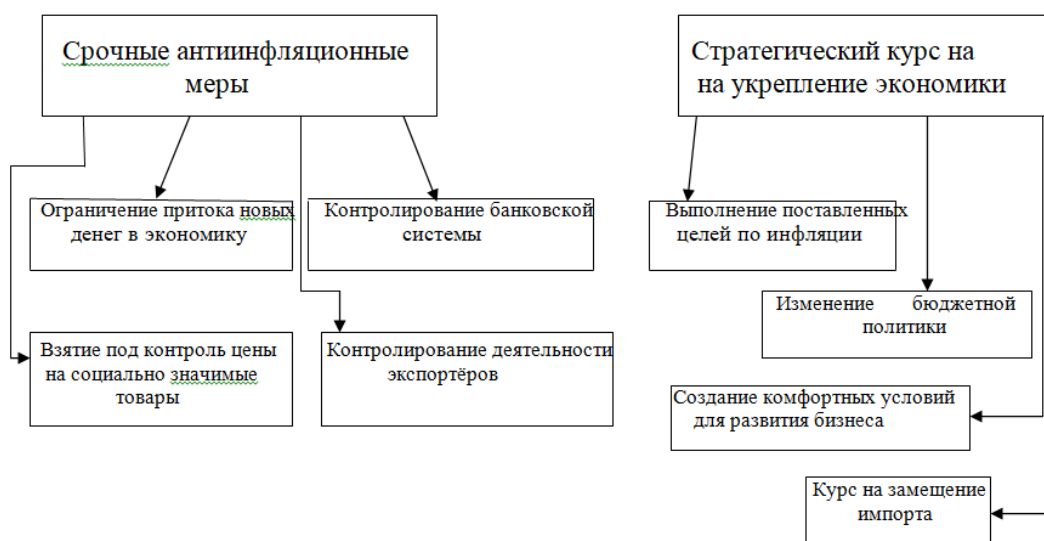 Срочные антиинфляционные
меры
Стратегический курс на
на укрепление экономики
Ограничение притока новых
денег в экономику
Контролирование банковской
системы
Выполнение поставленных
целей по инфляции
Изменение бюджетной
политики
Взятие под контроль цены
на социально значимые
товары
Контролирование деятельности
экспортёров
Создание комфортных условий
для развития бизнеса
Курс на замещение
импорта